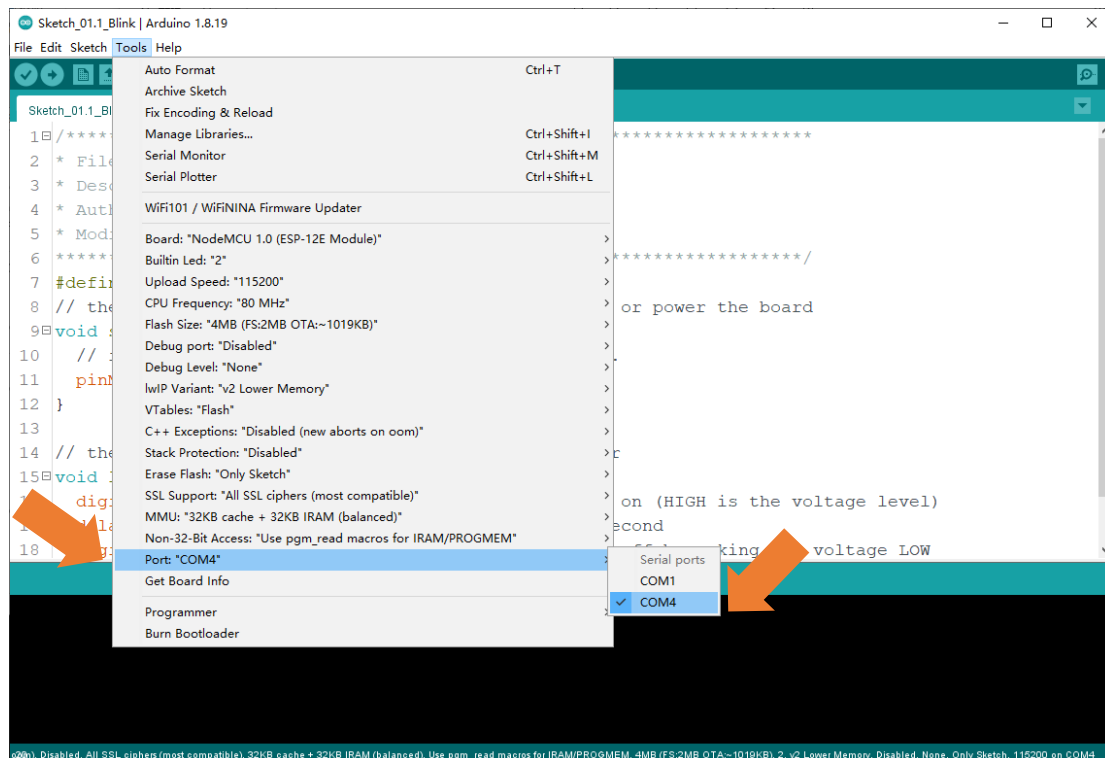 Sketch_01.1_Blink | Arduino 1.8.19
File Edit Sketch Tools Help
Sketch_01.1_Bl
Auto Format Ctrl+T
Archive Sketch
Fix Encoding & Reload
Manage Libraries... Ctrl+Shift+I
Serial Monitor Ctrl+Shift+M
Serial Plotter Ctrl+Shift+L
WiFi101 / WiFiNINA Firmware Updater
Board: "NodeMCU 1.0 (ESP-12E Module)"
Builtin Led: "2"
Upload Speed: "115200"
CPU Frequency: "80 MHz"
Flash Size: "4MB (FS:2MB OTA:~1019KB)"
Debug port: "Disabled"
Debug Level: "None"
lwIP Variant: "v2 Lower Memory"
VTables: "Flash"
C++ Exceptions: "Disabled (new aborts on oom)"
Stack Protection: "Disabled"
Erase Flash: "Only Sketch"
SSL Support: "All SSL ciphers (most compatible)"
MMU: "32KB cache + 32KB IRAM (balanced)"
Non-32-Bit Access: "Use pgm_read macros for IRAM/PROGMEM"
Port: "COM4"
Get Board Info
Programmer
Burn Bootloader
Serial ports
COM1
COM4
1 /***** *******************
2 * File
3 * Desc
4 * Auth
5 * Mod
6 ***** ******************/
7 #defin
8 // the or power the board
9 void s
10 //
11 pinM
12 }
13
14 // the r
15 void l
digi on (HIGH is the voltage level)
dela econd
18 voltage LOW
Disabled, All SSL ciphers (most compatible), 32KB cache + 32KB IRAM (balanced), Use pgm_read macros for IRAM/PROGMEM, 4MB (FS:2MB OTA:~1019KB), 2, v2 Lower Memory, Disabled, None, Only Sketch, 115200 on COM4